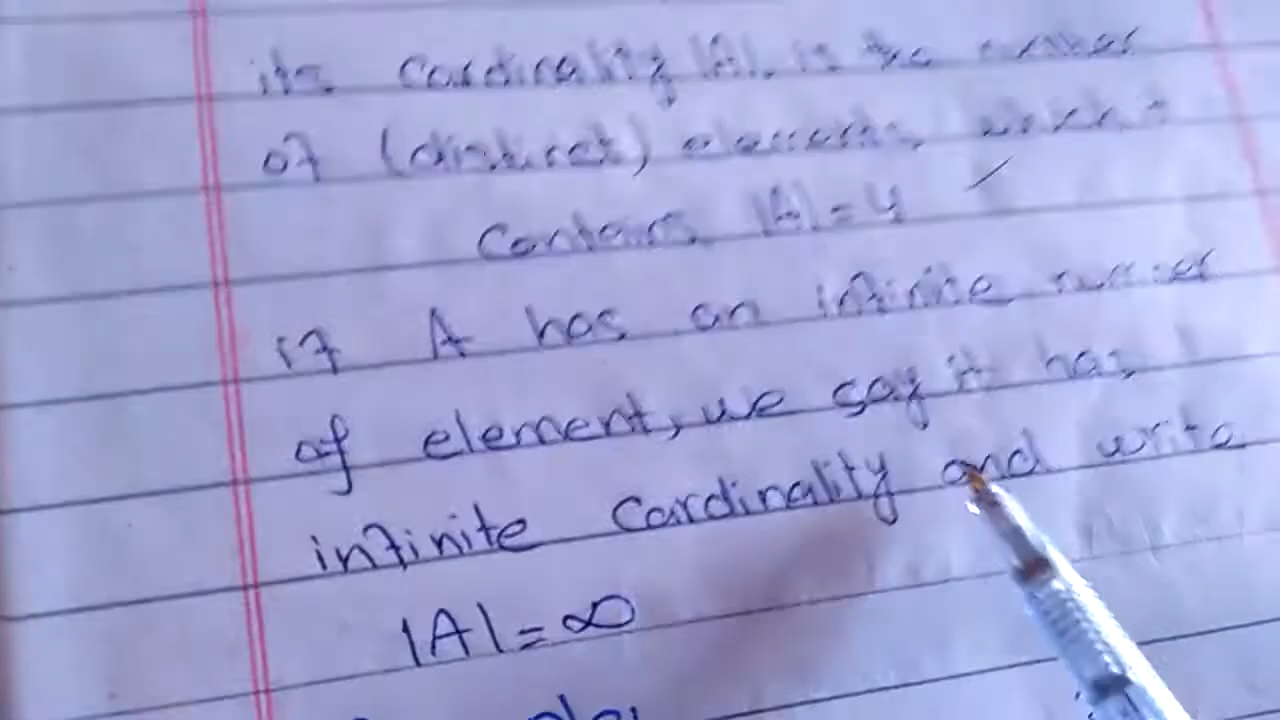 its Cardinality |A|, is the number
of (distinct) elements, which it
Contains |A| = 4
if A has an infinite number
of element, we say it has
infinite Cardinality and write
|A| = ∞